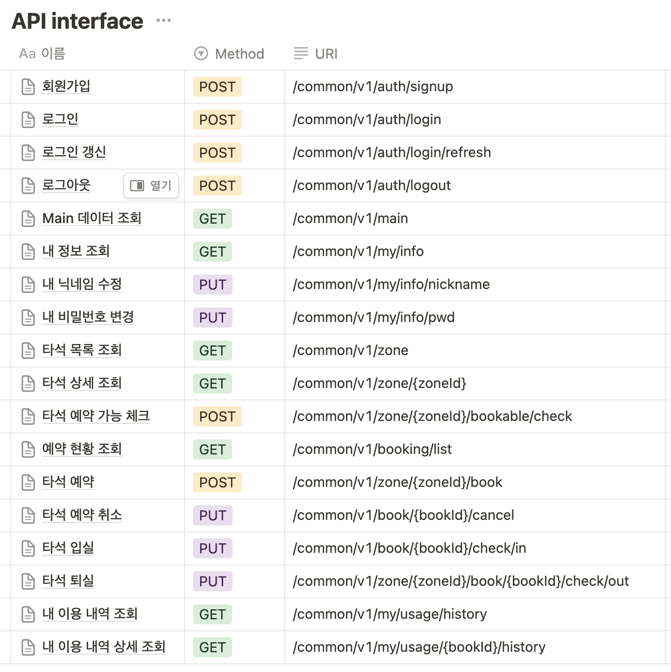 API interface ...
Aa 이름 Method URI
회원가입 POST /common/v1/auth/signup
로그인 POST /common/v1/auth/login
로그인 갱신 POST /common/v1/auth/login/refresh
로그아웃 열기 POST /common/v1/auth/logout
Main 데이터 조회 GET /common/v1/main
내 정보 조회 GET /common/v1/my/info
내 닉네임 수정 PUT /common/v1/my/info/nickname
내 비밀번호 변경 PUT /common/v1/my/info/pwd
타석 목록 조회 GET /common/v1/zone
타석 상세 조회 GET /common/v1/zone/{zoneId}
타석 예약 가능 체크 POST /common/v1/zone/{zoneId}/bookable/check
예약 현황 조회 GET /common/v1/booking/list
타석 예약 POST /common/v1/zone/{zoneId}/book
타석 예약 취소 PUT /common/v1/book/{bookId}/cancel
타석 입실 PUT /common/v1/book/{bookId}/check/in
타석 퇴실 PUT /common/v1/zone/{zoneId}/book/{bookId}/check/out
내 이용 내역 조회 GET /common/v1/my/usage/history
내 이용 내역 상세 조회 GET /common/v1/my/usage/{bookId}/history